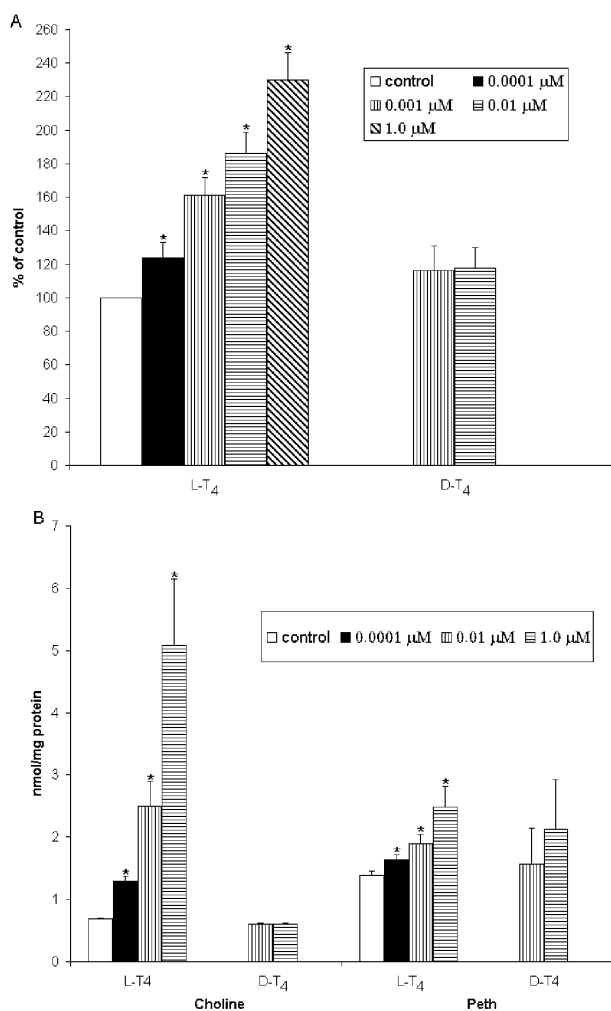 A
% of control
260
240
220
200
180
160
140
120
100
80
60
40
20
0
* * * *
control 0.0001 µM
0.001 µM 0.01 µM
1.0 µM
L-T4 D-T4
B
nmol/mg protein
7
6
5
4
3
2
1
0
* * * * * *
control 0.0001 µM 0.01 µM 1.0 µM
L-T4 D-T4 L-T4 D-T4
Choline Peth